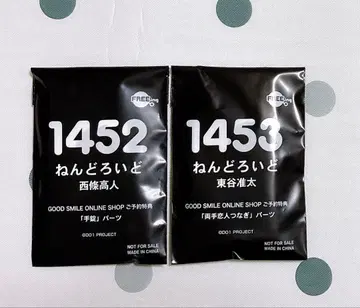 FREEing
1452
ねんどろいど
西條高人
GOOD SMILE ONLINE SHOP ご予約特典
「手錠」パーツ
©DO1 PROJECT
NOT FOR SALE
MADE IN CHINA
FREEing
1453
ねんどろいど
東谷准太
GOOD SMILE ONLINE SHOP ご予約特典
「両手恋人つなぎ」パーツ
©DO1 PROJECT
NOT FOR SALE
MADE IN CHINA